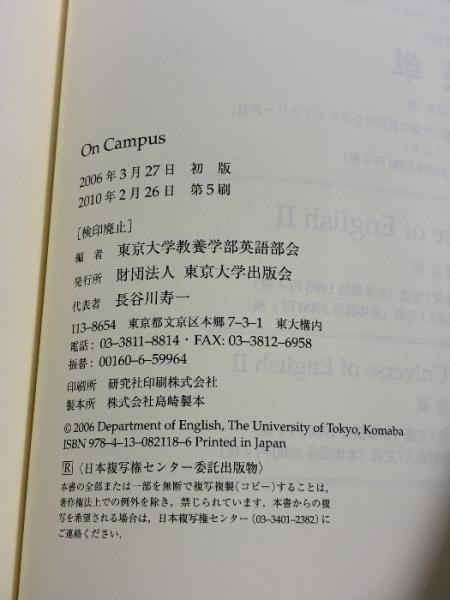 On Campus
2006年3月27日 初 版
2010年2月26日 第5刷
[検印廃止]
編 者 東京大学教養学部英語部会
発行所 財団法人 東京大学出版会
代表者 長谷川寿一
113-8654 東京都文京区本郷7-3-1 東大構内
電話:03-3811-8814・FAX:03-3812-6958
振替:00160-6-59964
印刷所 研究社印刷株式会社
製本所 株式会社島崎製本
© 2006 Department of English, The University of Tokyo, Komaba
ISBN 978-4-13-082118-6 Printed in Japan
R〈日本複写権センター委託出版物〉
本書の全部または一部を無断で複写複製(コピー)することは,
著作権法上での例外を除き,禁じられています.本書からの複
写を希望される場合は,日本複写権センター(03-3401-2382)に
ご連絡ください.